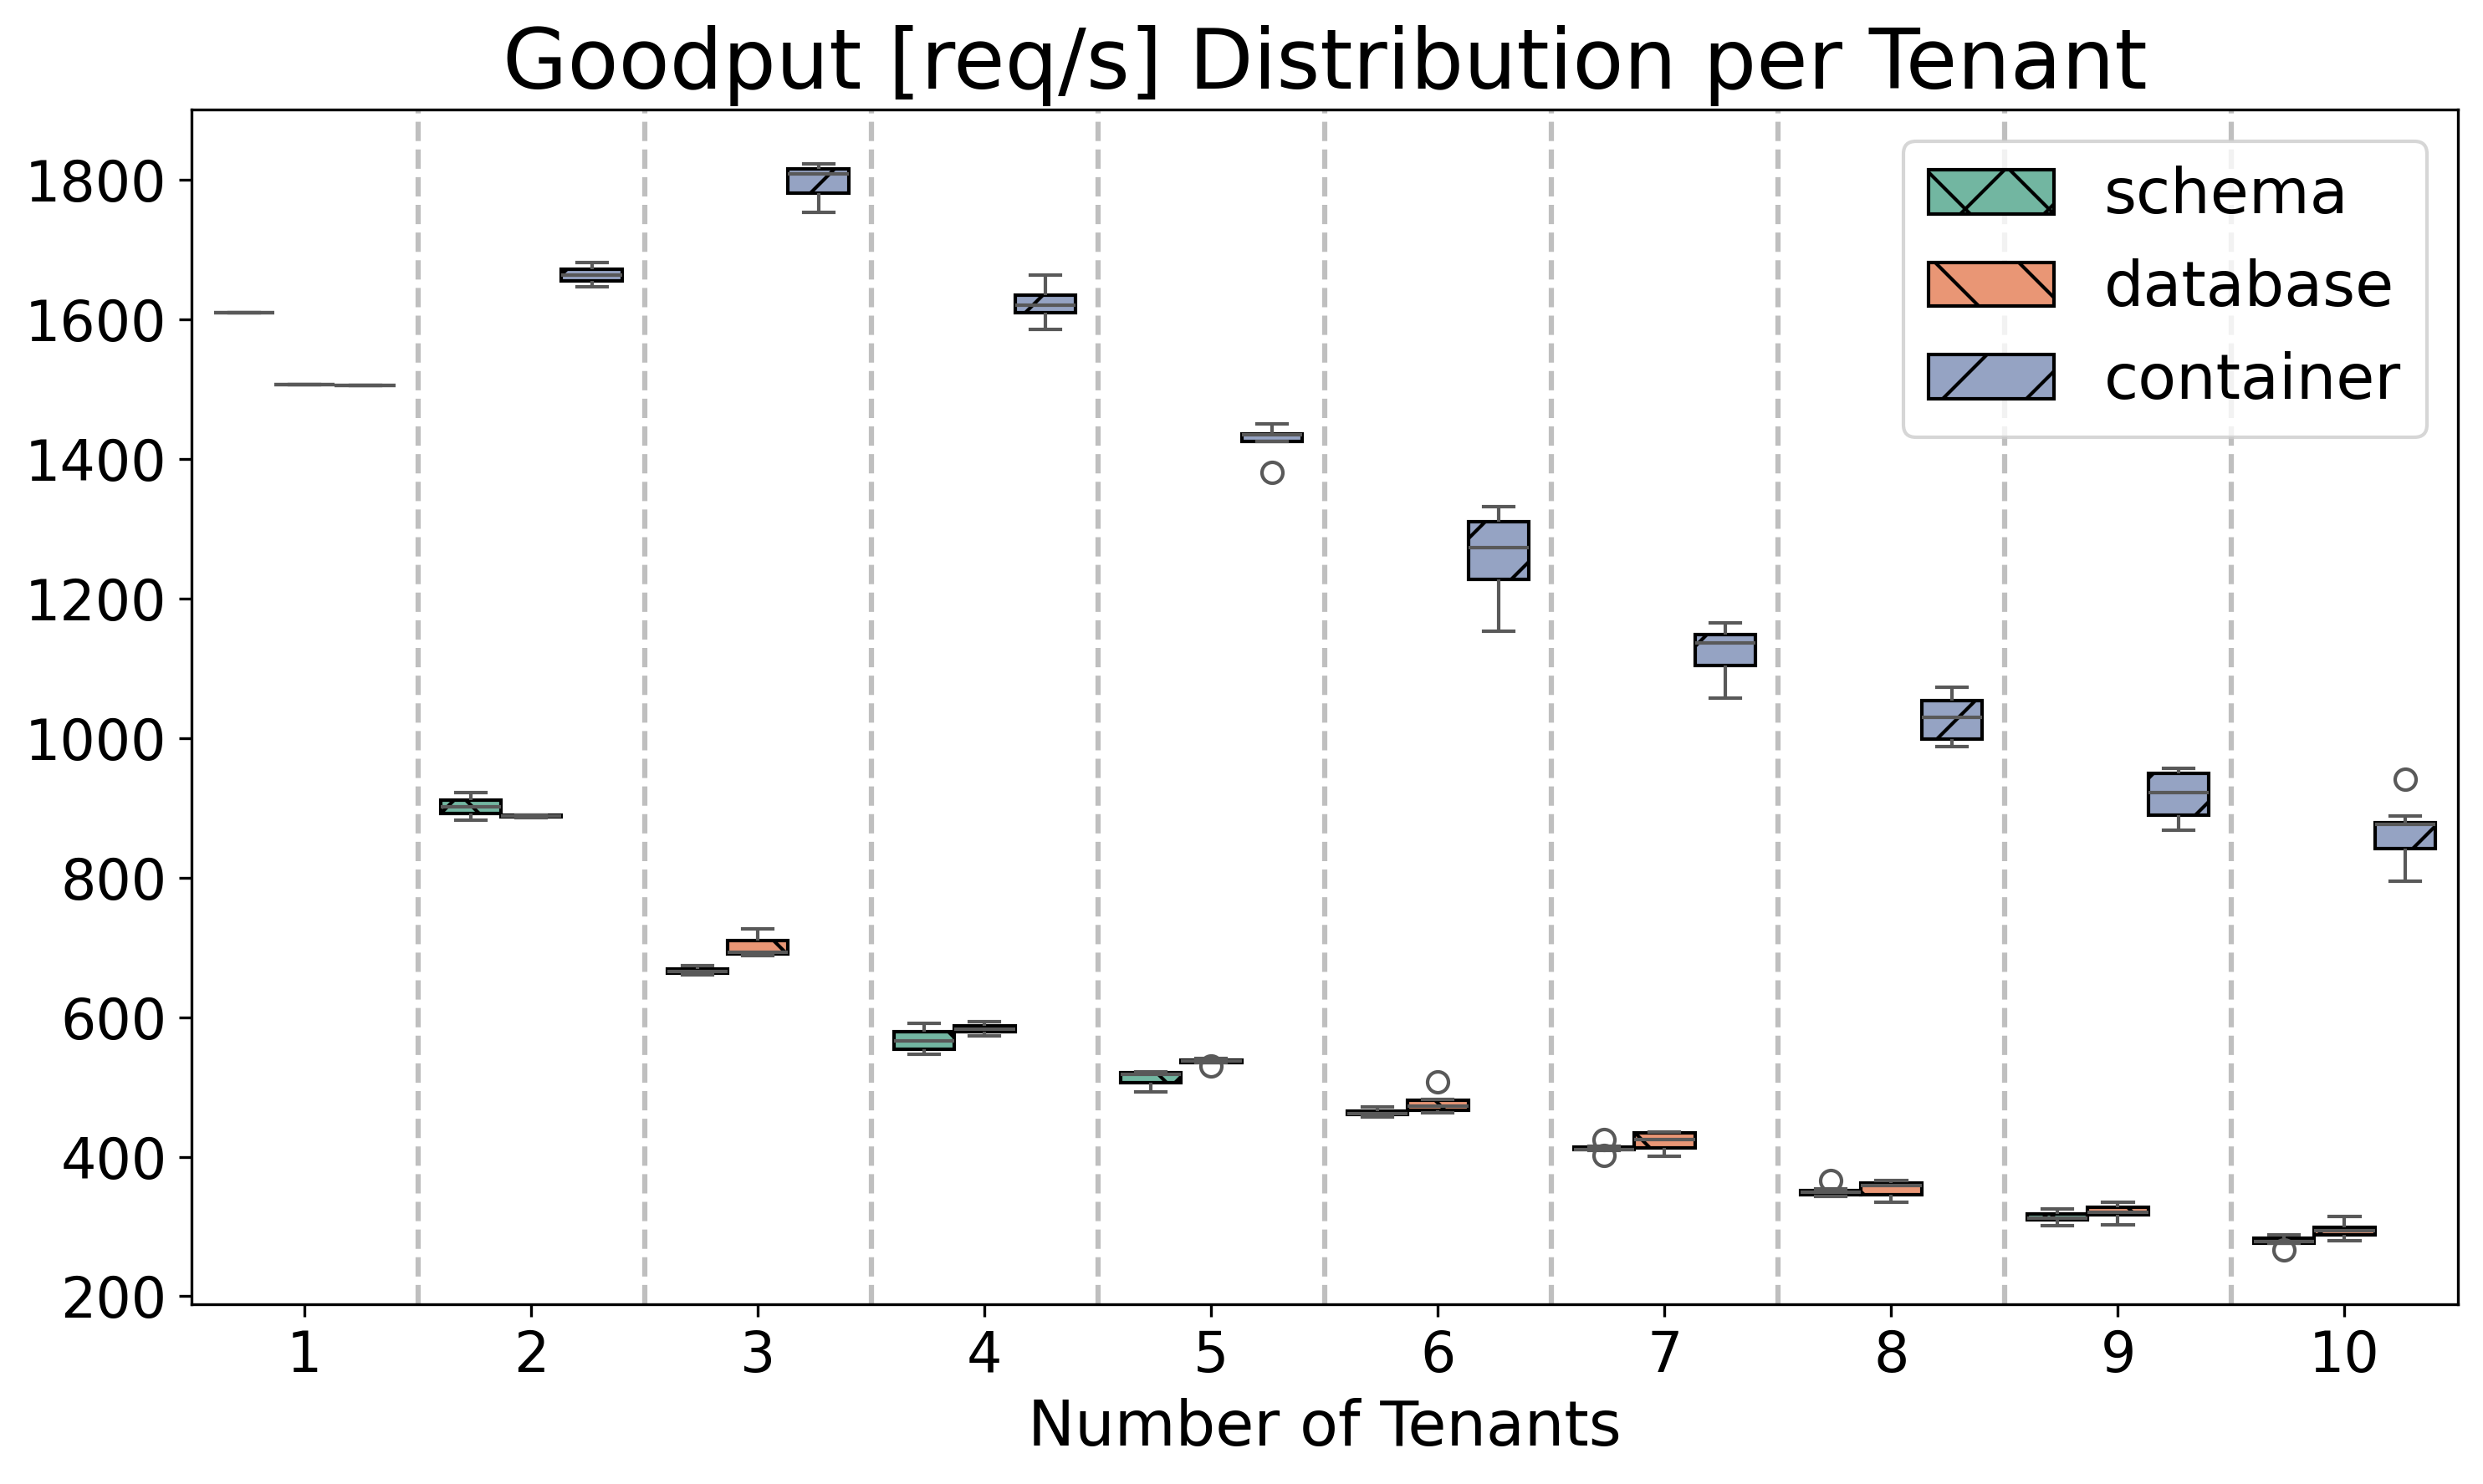 Goodput [req/s] Distribution per Tenant
1800
1600
1400
1200
1000
800
600
400
200
schema
database
container
1 2 3 4 5 6 7 8 9 10
Number of Tenants